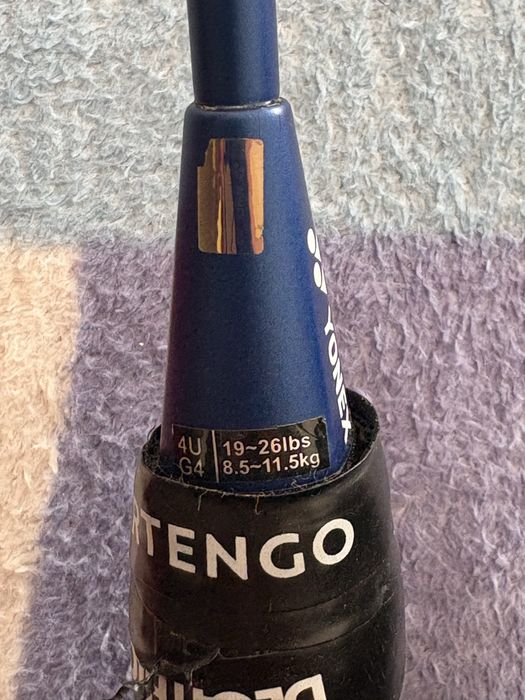 YONEX
4U
G4
19~26lbs
8.5~11.5kg
RTENGO